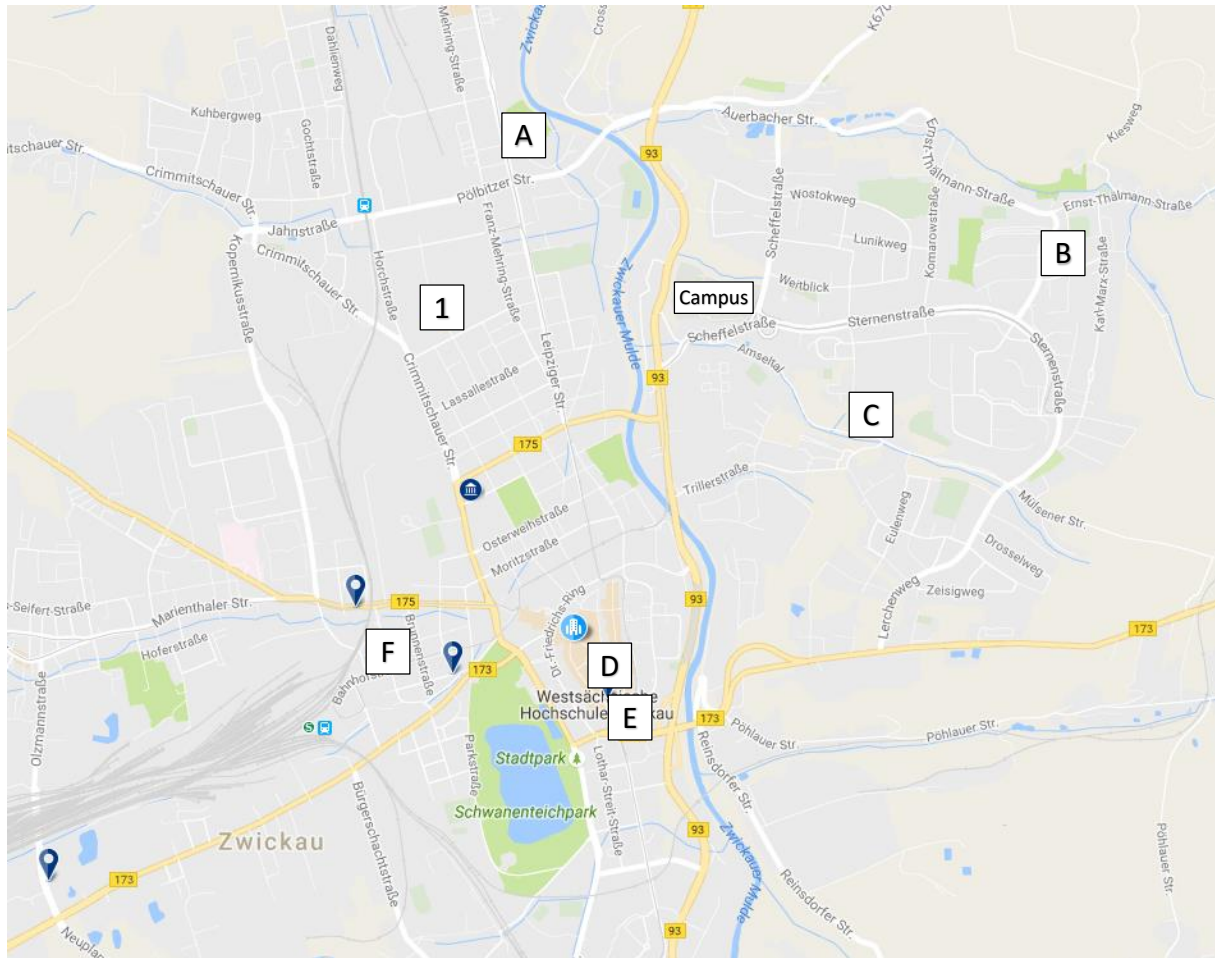 Dahlienweg
Mehring-Straße
Zwickau
Cross
93
K670
Kuhbergweg
Gochtstraße
Auerbacher Str.
Kiesweg
A
93
Ernst-Thälmann-Straße
Crimmitschauer Str.
Pölbitzer Str.
Scheffelstraße
Wostokweg
Ernst-Thälmann-Straße
Jahnstraße
Franz-Mehring-Straße
Lunikweg
Komarowstraße
B
Kopernikusstraße
Crimmitschauer Str.
Horchstraße
Zwickauer Mulde
Wertblick
Karl-Marx-Straße
1
Campus
Scheffelstraße
Sternenstraße
Leipziger Str.
Amseltal
Sternenstraße
Crimmitschauer Str.
Lassallestraße
93
C
175
Trillerstraße
Mülsener Str.
Osterweihstraße
Eulenweg
Moritzstraße
Drosselweg
Zeisigweg
Marienthaler Str.
175
Dr.-Friedrichs-Ring
93
Lerchenweg
173
Hoferstraße
Brunnenstraße
F
D
173
Westsächsische
Hochschule
E
Olzmannstraße
173
Pöhlauer Str.
Pöhlauer Str.
Reinsdorfer Str.
Stadtpark
Parkstraße
Lothar-Streit-Straße
Schwanenteichpark
Bürgerschachtstraße
Zwickau
93
Zwickauer Mulde
Pöhlauer Str.
173
Reinsdorfer Str.
Neuplan
93